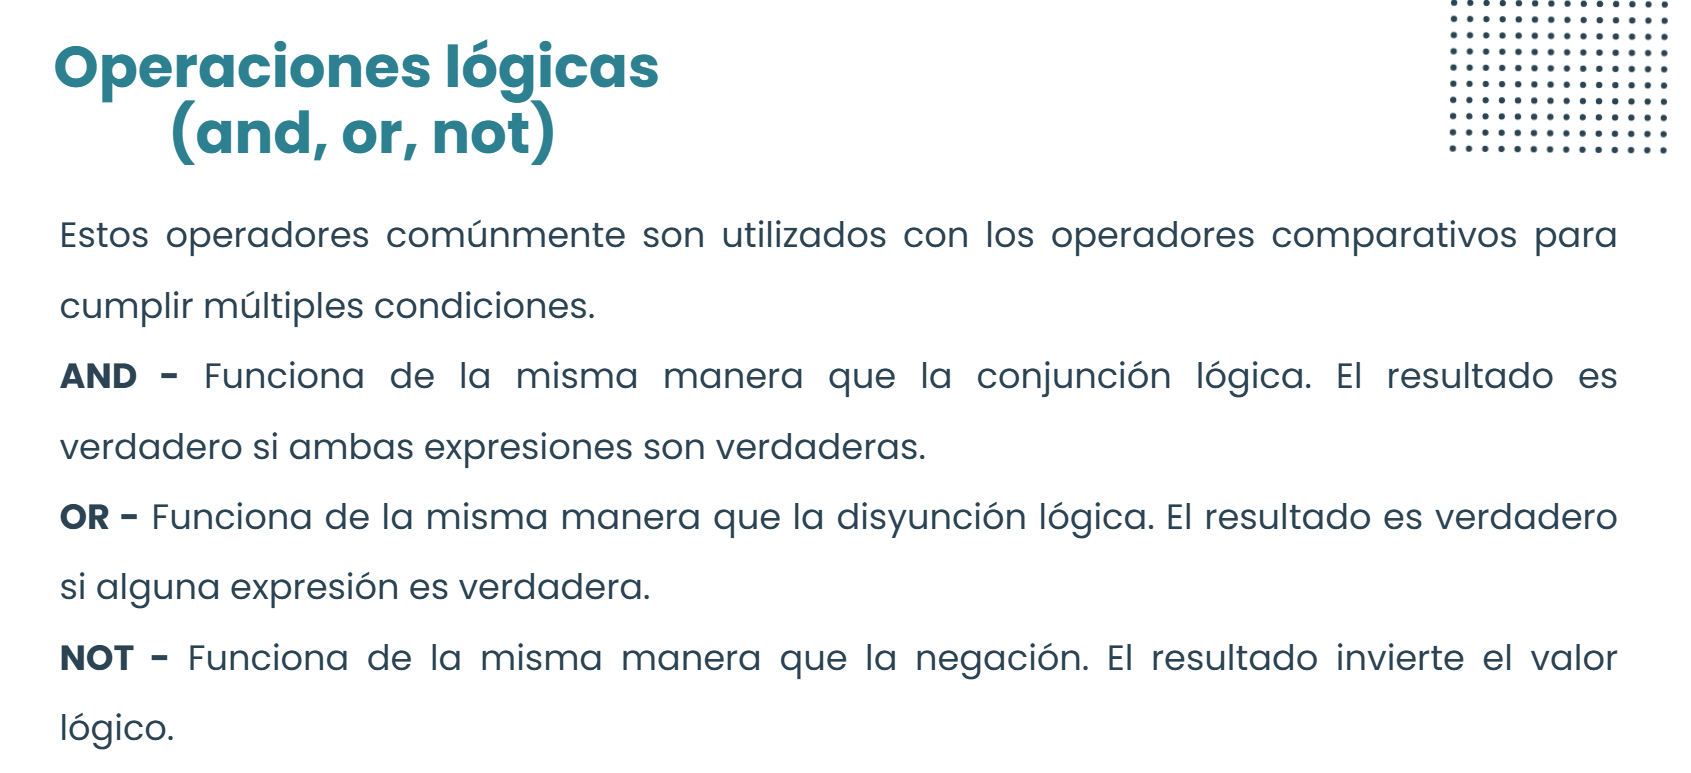 Operaciones lógicas
(and, or, not)
Estos operadores comúnmente son utilizados con los operadores comparativos para
cumplir múltiples condiciones.
AND - Funciona de la misma manera que la conjunción lógica. El resultado es
verdadero si ambas expresiones son verdaderas.
OR - Funciona de la misma manera que la disyunción lógica. El resultado es verdadero
si alguna expresión es verdadera.
NOT - Funciona de la misma manera que la negación. El resultado invierte el valor
lógico.